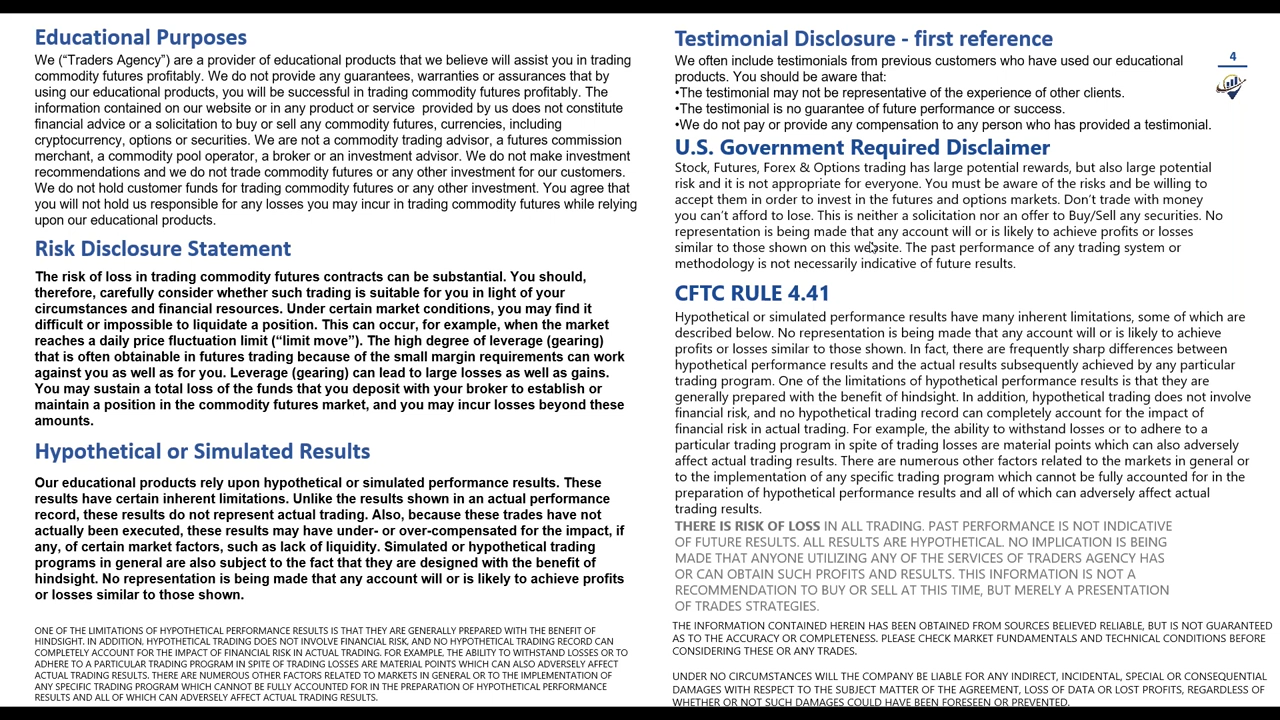 Educational Purposes
We (“Traders Agency”) are a provider of educational products that we believe will assist you in trading
commodity futures profitably. We do not provide any guarantees, warranties or assurances that by
using our educational products, you will be successful in trading commodity futures profitably. The
information contained on our website or in any product or service provided by us does not constitute
financial advice or a solicitation to buy or sell any commodity futures, currencies, including
cryptocurrency, options or securities. We are not a commodity trading advisor, a futures commission
merchant, a commodity pool operator, a broker or an investment advisor. We do not make investment
recommendations and we do not trade commodity futures or any other investment for our customers.
We do not hold customer funds for trading commodity futures or any other investment. You agree that
you will not hold us responsible for any losses you may incur in trading commodity futures while relying
upon our educational products.
Risk Disclosure Statement
The risk of loss in trading commodity futures contracts can be substantial. You should,
therefore, carefully consider whether such trading is suitable for you in light of your
circumstances and financial resources. Under certain market conditions, you may find it
difficult or impossible to liquidate a position. This can occur, for example, when the market
reaches a daily price fluctuation limit (“limit move”). The high degree of leverage (gearing)
that is often obtainable in futures trading because of the small margin requirements can work
against you as well as for you. Leverage (gearing) can lead to large losses as well as gains.
You may sustain a total loss of the funds that you deposit with your broker to establish or
maintain a position in the commodity futures market, and you may incur losses beyond these
amounts.
Hypothetical or Simulated Results
Our educational products rely upon hypothetical or simulated performance results. These
results have certain inherent limitations. Unlike the results shown in an actual performance
record, these results do not represent actual trading. Also, because these trades have not
actually been executed, these results may have under- or over-compensated for the impact, if
any, of certain market factors, such as lack of liquidity. Simulated or hypothetical trading
programs in general are also subject to the fact that they are designed with the benefit of
hindsight. No representation is being made that any account will or is likely to achieve profits
or losses similar to those shown.
ONE OF THE LIMITATIONS OF HYPOTHETICAL PERFORMANCE RESULTS IS THAT THEY ARE GENERALLY PREPARED WITH THE BENEFIT OF
HINDSIGHT. IN ADDITION, HYPOTHETICAL TRADING DOES NOT INVOLVE FINANCIAL RISK, AND NO HYPOTHETICAL TRADING RECORD CAN
COMPLETELY ACCOUNT FOR THE IMPACT OF FINANCIAL RISK IN ACTUAL TRADING. FOR EXAMPLE, THE ABILITY TO WITHSTAND LOSSES OR TO
ADHERE TO A PARTICULAR TRADING PROGRAM IN SPITE OF TRADING LOSSES ARE MATERIAL POINTS WHICH CAN ALSO ADVERSELY AFFECT
ACTUAL TRADING RESULTS. THERE ARE NUMEROUS OTHER FACTORS RELATED TO MARKETS IN GENERAL OR TO THE IMPLEMENTATION OF
ANY SPECIFIC TRADING PROGRAM WHICH CANNOT BE FULLY ACCOUNTED FOR IN THE PREPARATION OF HYPOTHETICAL PERFORMANCE
RESULTS AND ALL OF WHICH CAN ADVERSELY AFFECT ACTUAL TRADING RESULTS.
Testimonial Disclosure - first reference
4
We often include testimonials from previous customers who have used our educational
products. You should be aware that:
•The testimonial may not be representative of the experience of other clients.
•The testimonial is no guarantee of future performance or success.
•We do not pay or provide any compensation to any person who has provided a testimonial.
U.S. Government Required Disclaimer
Stock, Futures, Forex & Options trading has large potential rewards, but also large potential
risk and it is not appropriate for everyone. You must be aware of the risks and be willing to
accept them in order to invest in the futures and options markets. Don’t trade with money
you can’t afford to lose. This is neither a solicitation nor an offer to Buy/Sell any securities. No
representation is being made that any account will or is likely to achieve profits or losses
similar to those shown on this website. The past performance of any trading system or
methodology is not necessarily indicative of future results.
CFTC RULE 4.41
Hypothetical or simulated performance results have many inherent limitations, some of which are
described below. No representation is being made that any account will or is likely to achieve
profits or losses similar to those shown. In fact, there are frequently sharp differences between
hypothetical performance results and the actual results subsequently achieved by any particular
trading program. One of the limitations of hypothetical performance results is that they are
generally prepared with the benefit of hindsight. In addition, hypothetical trading does not involve
financial risk, and no hypothetical trading record can completely account for the impact of
financial risk in actual trading. For example, the ability to withstand losses or to adhere to a
particular trading program in spite of trading losses are material points which can also adversely
affect actual trading results. There are numerous other factors related to the markets in general or
to the implementation of any specific trading program which cannot be fully accounted for in the
preparation of hypothetical performance results and all of which can adversely affect actual
trading results.
THERE IS RISK OF LOSS IN ALL TRADING. PAST PERFORMANCE IS NOT INDICATIVE
OF FUTURE RESULTS. ALL RESULTS ARE HYPOTHETICAL. NO IMPLICATION IS BEING
MADE THAT ANYONE UTILIZING ANY OF THE SERVICES OF TRADERS AGENCY HAS
OR CAN OBTAIN SUCH PROFITS AND RESULTS. THIS INFORMATION IS NOT A
RECOMMENDATION TO BUY OR SELL AT THIS TIME, BUT MERELY A PRESENTATION
OF TRADES STRATEGIES.
THE INFORMATION CONTAINED HEREIN HAS BEEN OBTAINED FROM SOURCES BELIEVED RELIABLE, BUT IS NOT GUARANTEED
AS TO THE ACCURACY OR COMPLETENESS. PLEASE CHECK MARKET FUNDAMENTALS AND TECHNICAL CONDITIONS BEFORE
CONSIDERING THESE OR ANY TRADES.
UNDER NO CIRCUMSTANCES WILL THE COMPANY BE LIABLE FOR ANY INDIRECT, INCIDENTAL, SPECIAL OR CONSEQUENTIAL
DAMAGES WITH RESPECT TO THE SUBJECT MATTER OF THE AGREEMENT, LOSS OF DATA OR LOST PROFITS, REGARDLESS OF
WHETHER OR NOT SUCH DAMAGES COULD HAVE BEEN FORESEEN OR PREVENTED.